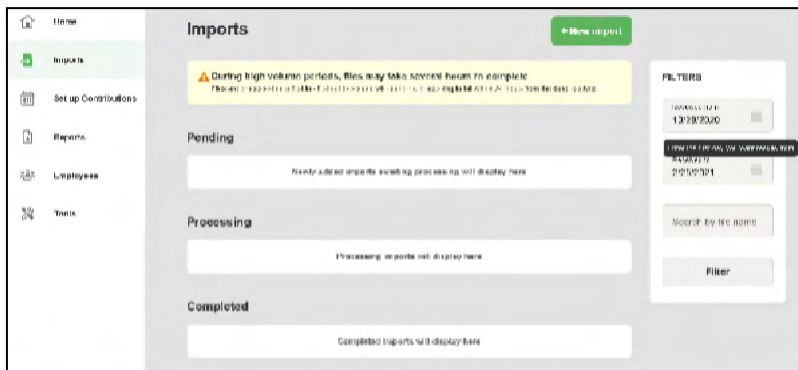 Home
Imports
Set up Contributions
Reports
Employees
Tools
Imports
+ New import
During high volume periods, files may take several hours to complete
Pending
Newly added imports awaiting processing will display here
Processing
Processing imports will display here
Completed
Completed imports will display here
FILTERS
10/28/2020
2/25/2021
Search by file name
Filter